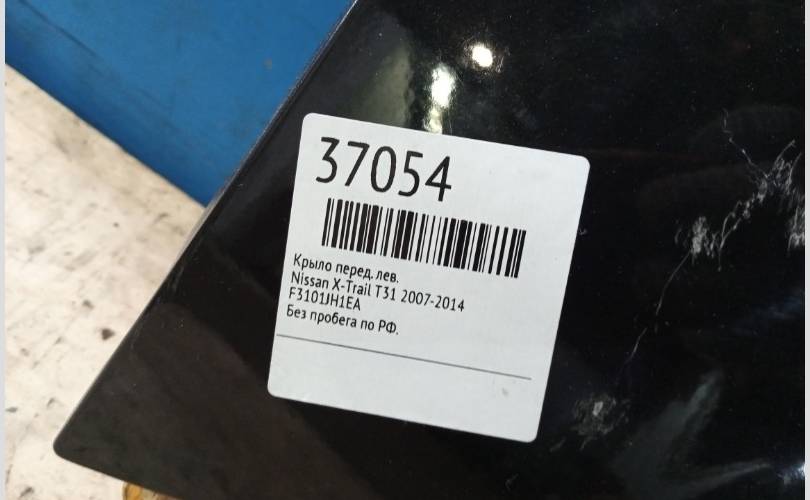 37054
Крыло перед. лев.
Nissan X-Trail T31 2007-2014
F3101JH1EA
Без пробега по РФ.